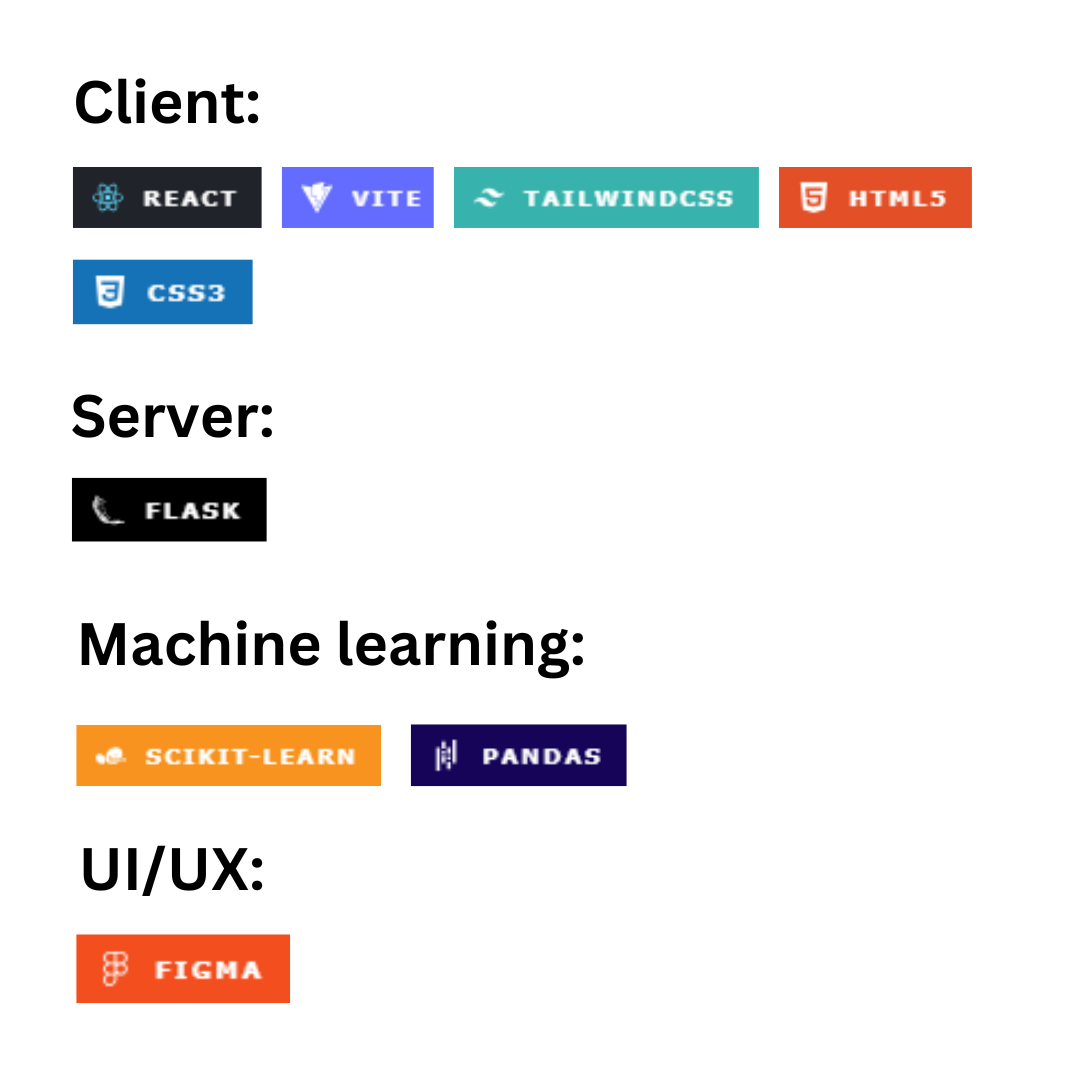 Client:
REACT VITE TAILWINDCSS HTML5
CSS3
Server:
FLASK
Machine learning:
SCIKIT-LEARN PANDAS
UI/UX:
FIGMA